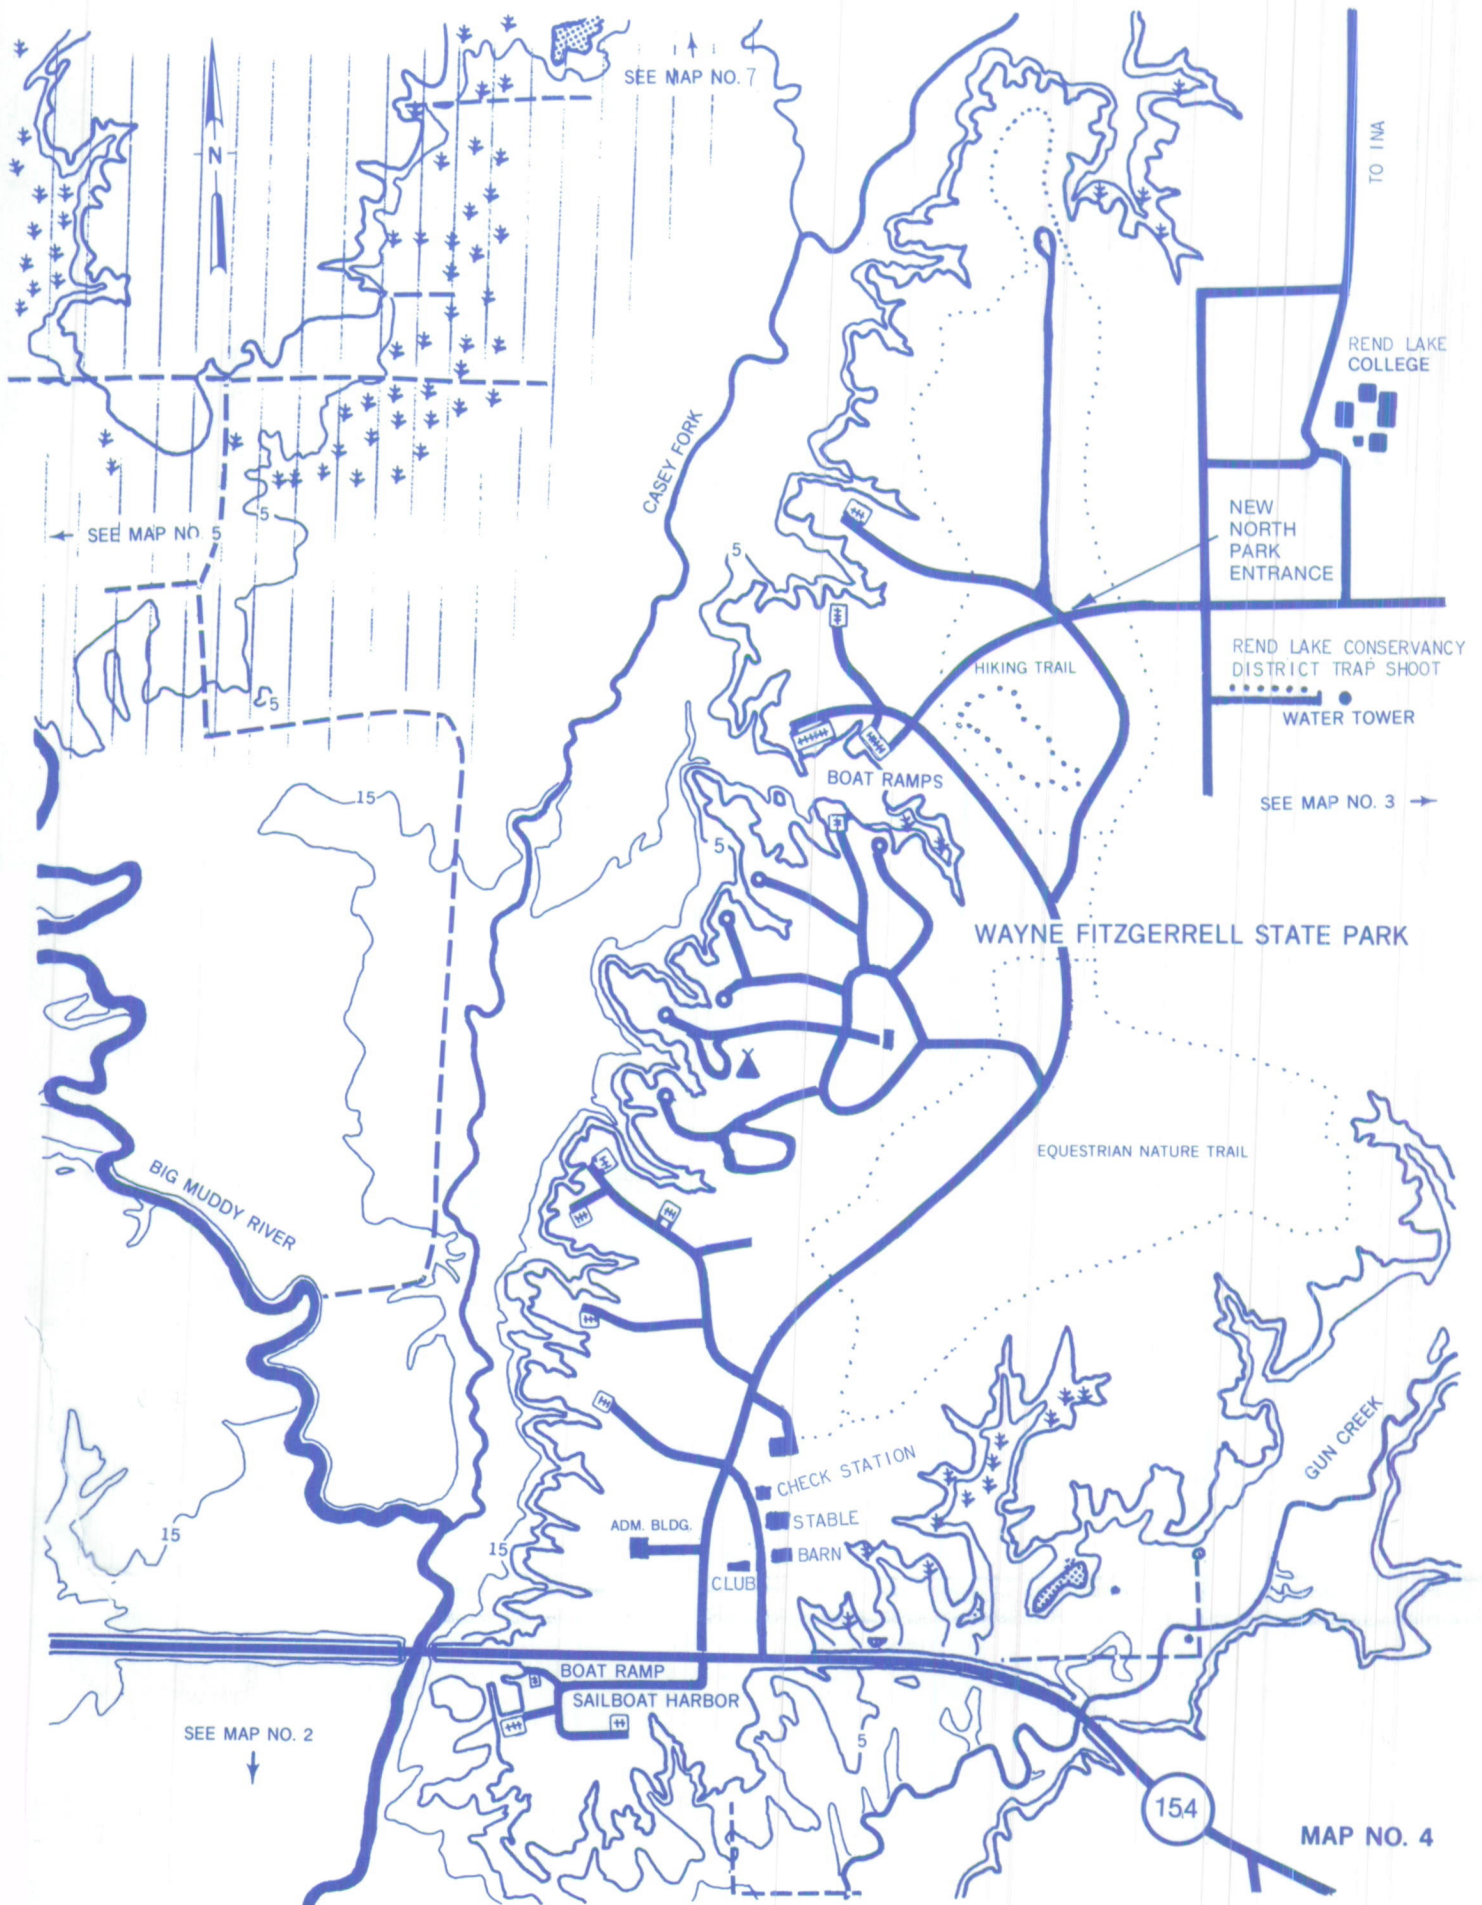 SEE MAP NO. 7
N
TO INA
REND LAKE
COLLEGE
CASEY FORK
5
SEE MAP NO. 5
NEW
NORTH
PARK
ENTRANCE
5
REND LAKE CONSERVANCY
DISTRICT TRAP SHOOT
HIKING TRAIL
5
WATER TOWER
BOAT RAMPS
15
SEE MAP NO. 3
5
WAYNE FITZGERRELL STATE PARK
EQUESTRIAN NATURE TRAIL
BIG MUDDY RIVER
GUN CREEK
CHECK STATION
ADM. BLDG.
STABLE
15
15
BARN
CLUB
BOAT RAMP
SAILBOAT HARBOR
SEE MAP NO. 2
5
154
MAP NO. 4